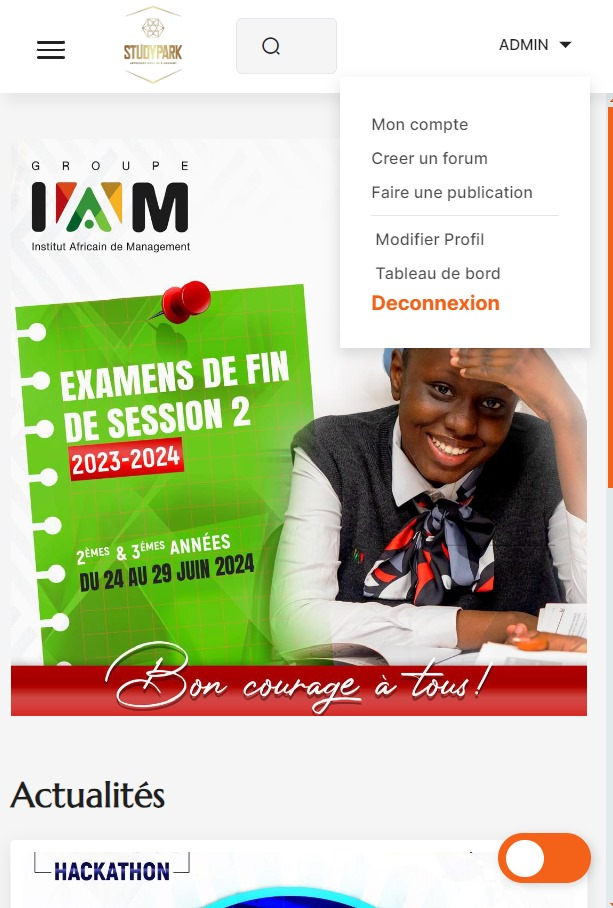 STUDYPARK
ADMIN
Mon compte
Creer un forum
Faire une publication
Modifier Profil
Tableau de bord
Deconnexion
GROUPE
IAM
Institut Africain de Management
EXAMENS DE FIN
DE SESSION 2
2023-2024
2ÈMES & 3ÉMES ANNÉES
DU 24 AU 29 JUIN 2024
Bon courage à tous!
Actualités
HACKATHON